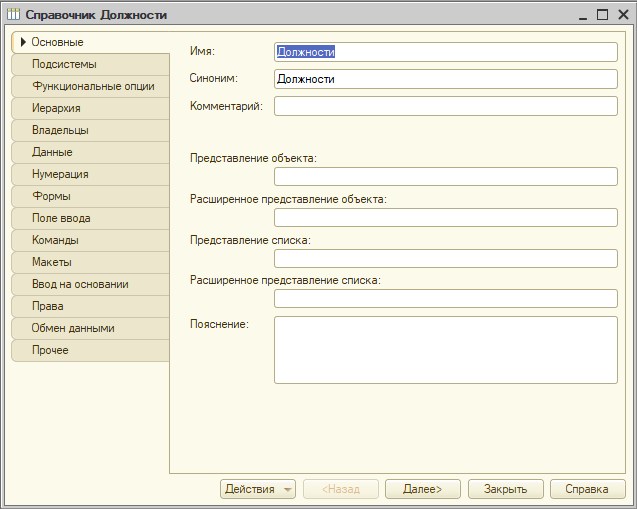 Справочник Должности
Основные
Подсистемы
Функциональные опции
Иерархия
Владельцы
Данные
Нумерация
Формы
Поле ввода
Команды
Макеты
Ввод на основании
Права
Обмен данными
Прочее
Имя: Должности
Синоним: Должности
Комментарий:
Представление объекта:
Расширенное представление объекта:
Представление списка:
Расширенное представление списка:
Пояснение:
Действия <Назад Далее> Закрыть Справка